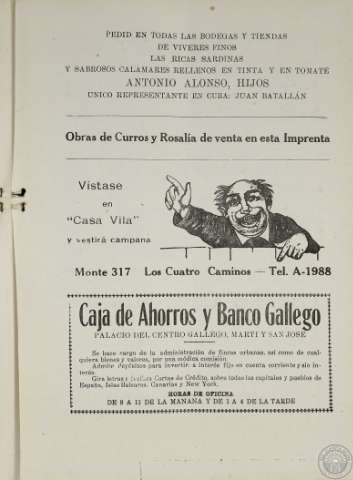 PEDID EN TODAS LAS BODEGAS Y TIENDAS
DE VIVERES FINOS
LAS RICAS SARDINAS
Y SABROSOS CALAMARES RELLENOS EN TINTA Y EN TOMATE
ANTONIO ALONSO, HIJOS
UNICO REPRESENTANTE EN CUBA: JUAN BATALLÁN
Obras de Curros y Rosalía de venta en esta Imprenta
Vístase
en
"Casa Vila"
y vestirá campana
Monte 317 Los Cuatro Caminos — Tel. A-1988
Caja de Ahorros y Banco Gallego
PALACIO DEL CENTRO GALLEGO, MARTI Y SAN JOSE
Se hace cargo de la administración de fincas urbanas, así como de cual-
quiera bienes y valores, por una módica comisión.
Admite Depósitos para invertir a interés fijo en cuenta corriente y sin in-
terés.
Gira letras y facilita Cartas de Crédito, sobre todos las capitales y pueblos de
España, Islas Baleares, Canarias y New York.
HORAS DE OFICINA
DE 8 A 11 DE LA MAÑANA Y DE 1 A 4 DE LA TARDE